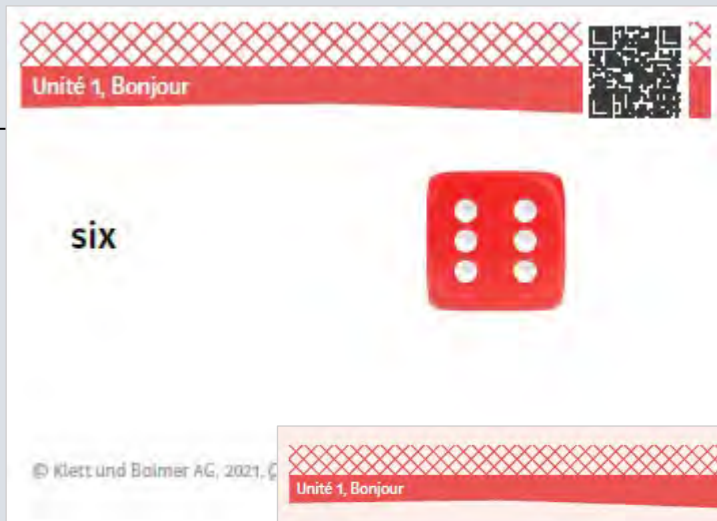 Unité 1, Bonjour
six
© Klett und Balmer AG, 2021,
Unité 1, Bonjour